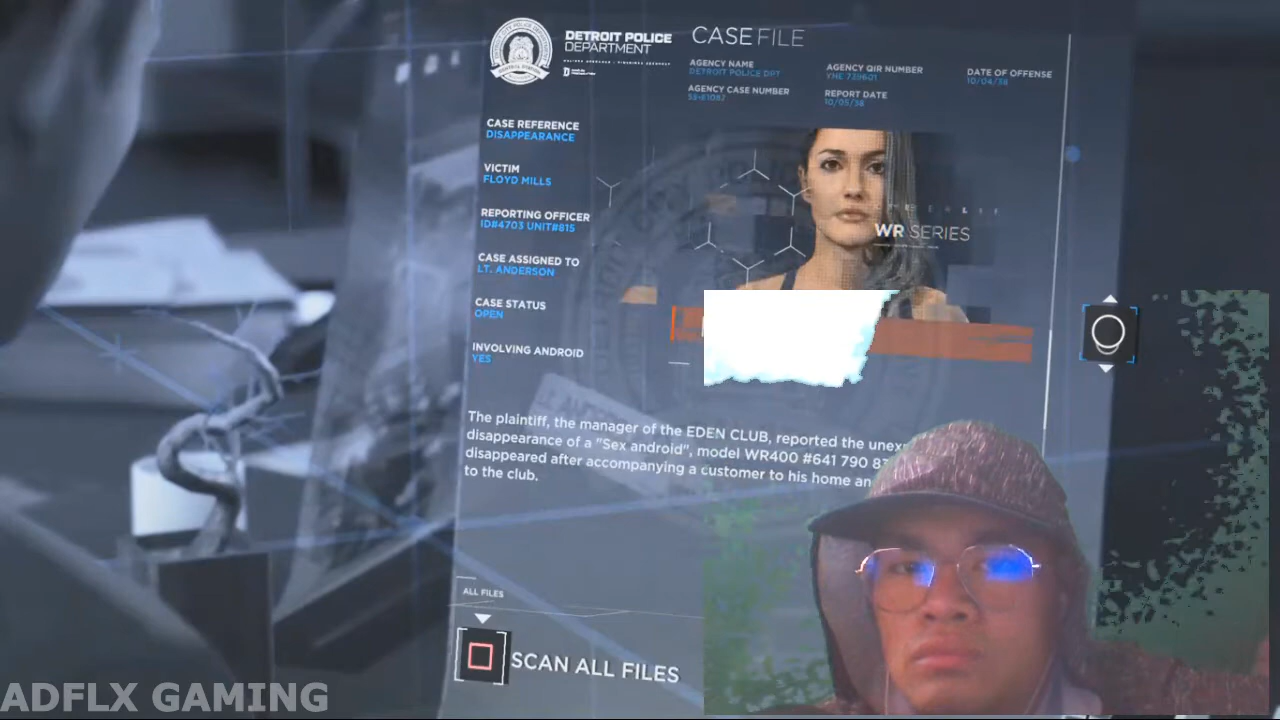 DETROIT POLICE
DEPARTMENT
CASE FILE
AGENCY NAME
DETROIT POLICE DPT
AGENCY QIR NUMBER
YHE 739601
DATE OF OFFENSE
10/04/38
AGENCY CASE NUMBER
REPORT DATE
10/05/38
CASE REFERENCE
DISAPPEARANCE
VICTIM
FLOYD MILLS
REPORTING OFFICER
ID#4703 UNIT#815
CASE ASSIGNED TO
LT. ANDERSON
CASE STATUS
OPEN
INVOLVING ANDROID
YES
WR SERIES
The plaintiff, the manager of the EDEN CLUB, reported the unex
disappearance of a "Sex android", model WR400 #641 790 8
disappeared after accompanying a customer to his home an
to the club.
ALL FILES
SCAN ALL FILES
ADFLX GAMING